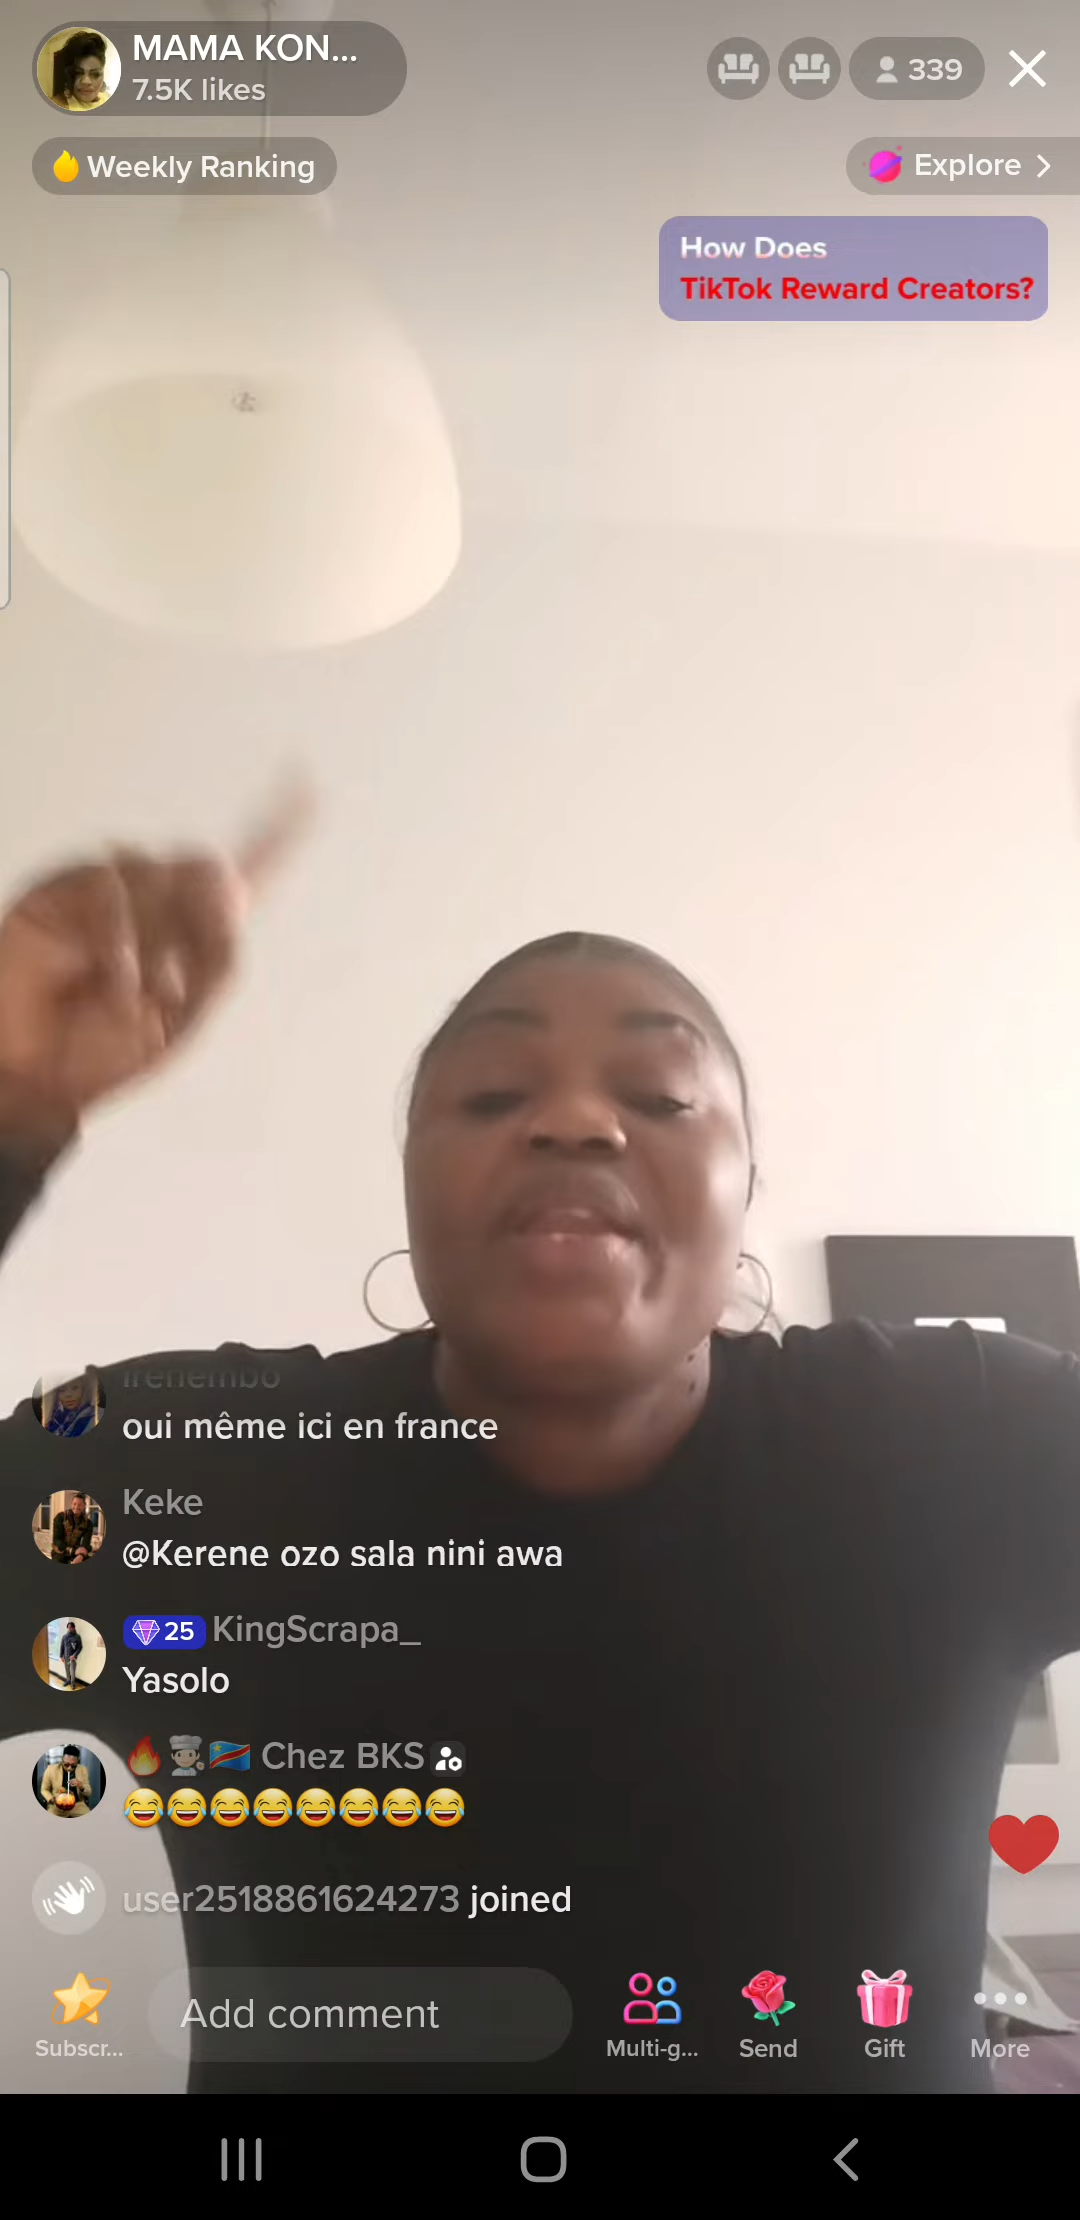 MAMA KON...
7.5K likes
339
Weekly Ranking
Explore
How Does
TikTok Reward Creators?
irenembo
oui même ici en france
Keke
@Kerene ozo sala nini awa
25 KingScrapa_
Yasolo
🔥👨🏻‍🍳🇨🇩 Chez BKS
😂😂😂😂😂😂😂😂
user2518861624273 joined
Subscr...
Add comment
Multi-g...
Send
Gift
More